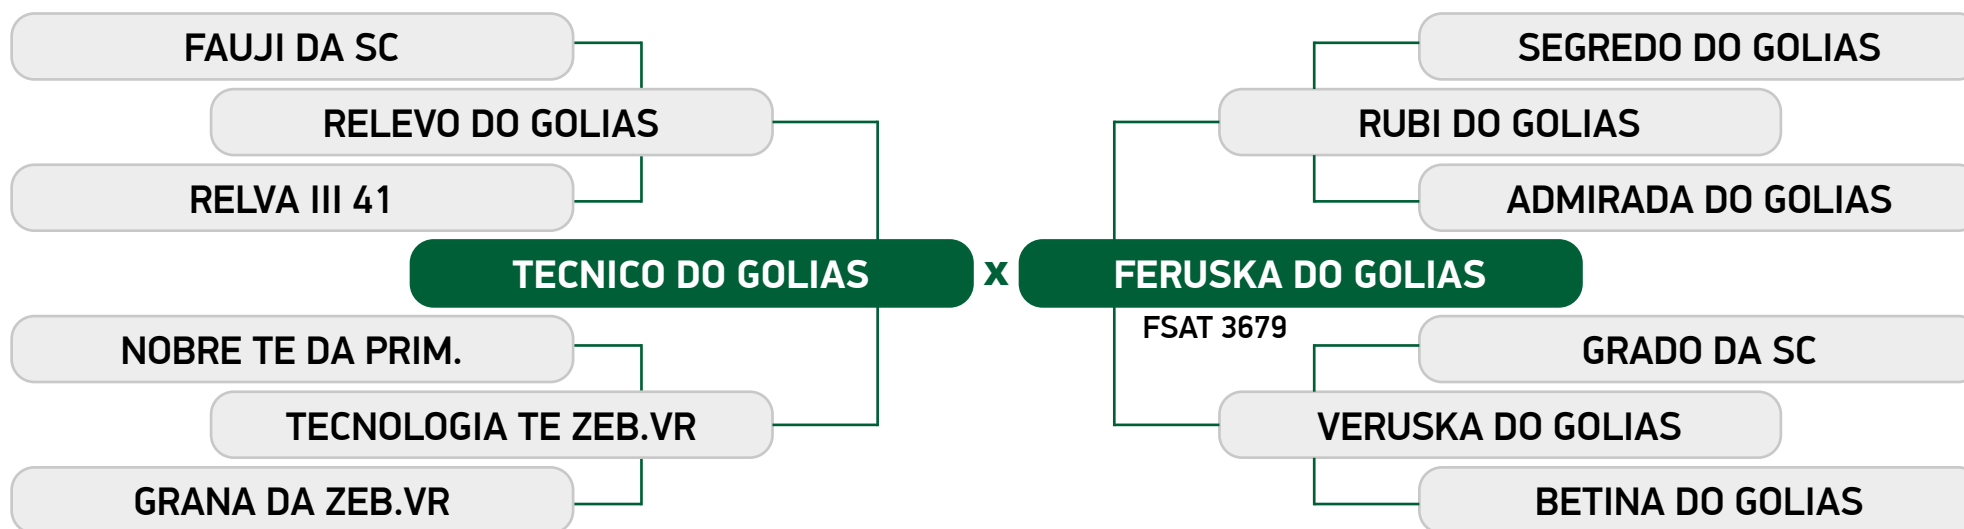 FAUJI DA SC
RELEVO DO GOLIAS
RELVA III 41
TECNICO DO GOLIAS
NOBRE TE DA PRIM.
TECNOLOGIA TE ZEB.VR
GRANA DA ZEB.VR
x
SEGREDO DO GOLIAS
RUBI DO GOLIAS
ADMIRADA DO GOLIAS
FERUSKA DO GOLIAS
FSAT 3679
GRADO DA SC
VERUSKA DO GOLIAS
BETINA DO GOLIAS